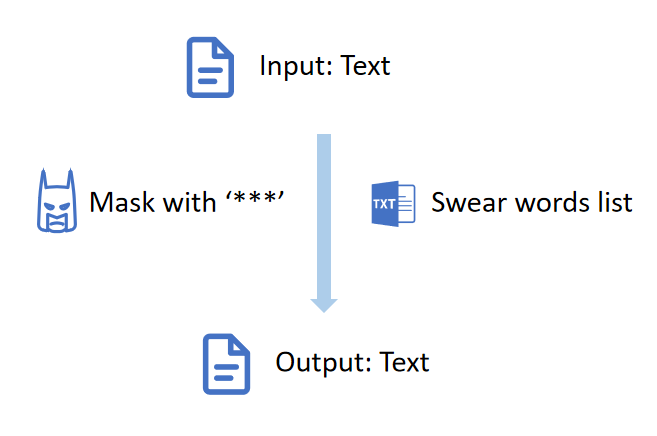 Input: Text
Mask with ‘***’
TXT
Swear words list
Output: Text